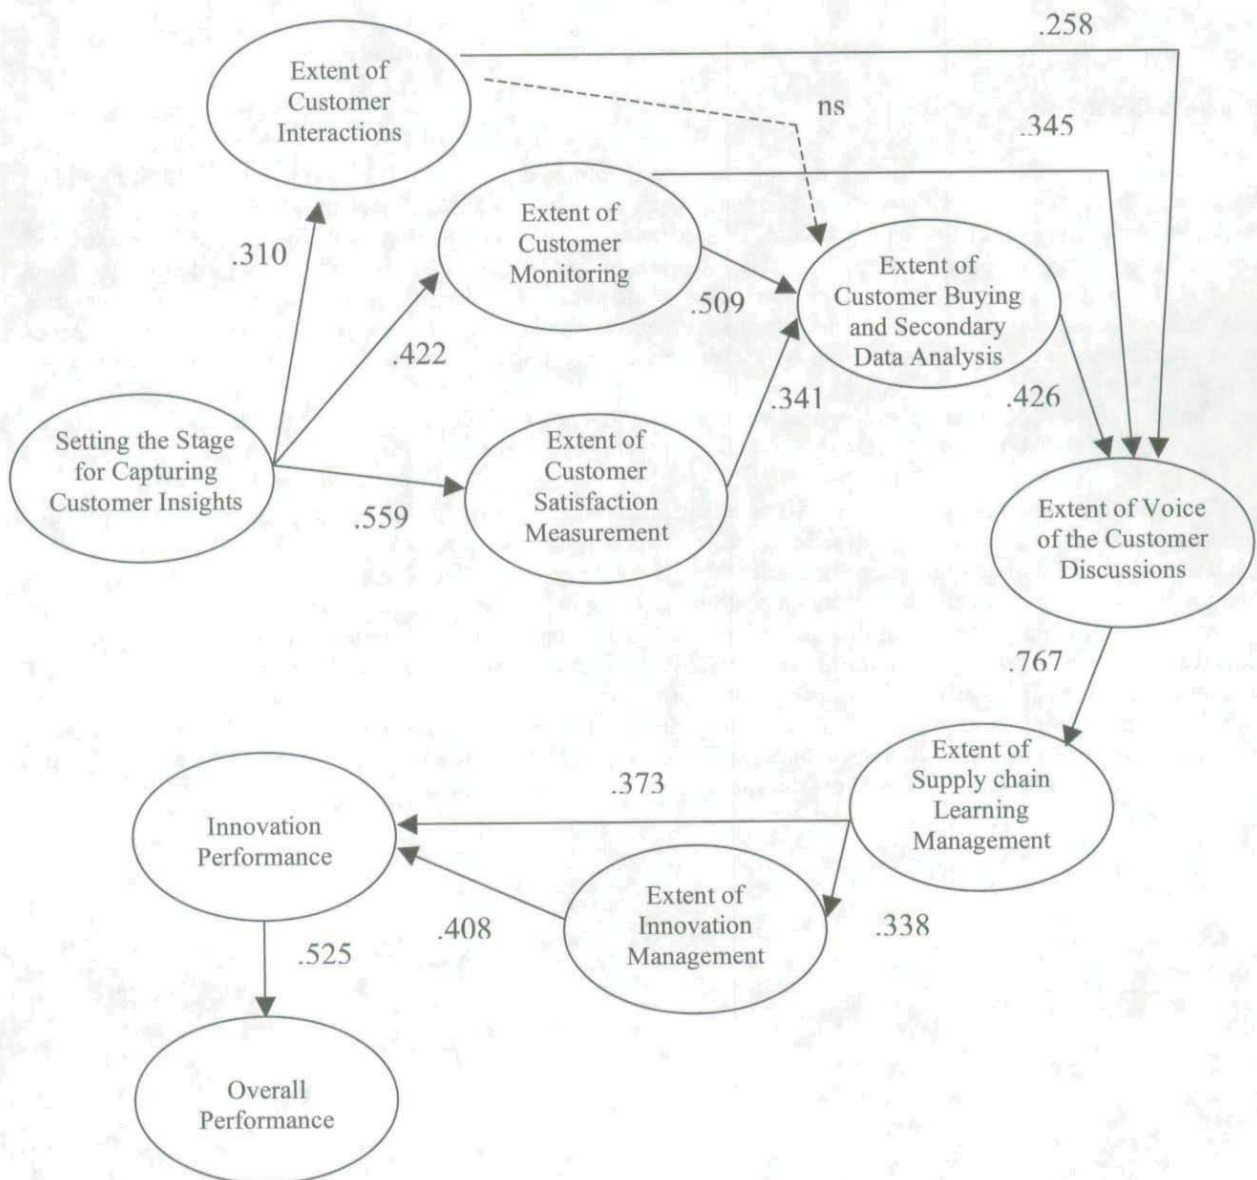 .258
Extent of
Customer
Interactions
ns
.345
Extent of
Customer
Monitoring
.310
Extent of
Customer Buying
and Secondary
Data Analysis
.509
.422
.341
.426
Setting the Stage
for Capturing
Customer Insights
Extent of
Customer
Satisfaction
Measurement
.559
Extent of Voice
of the Customer
Discussions
.767
Extent of
Supply chain
Learning
Management
.373
Innovation
Performance
Extent of
Innovation
Management
.408
.338
.525
Overall
Performance